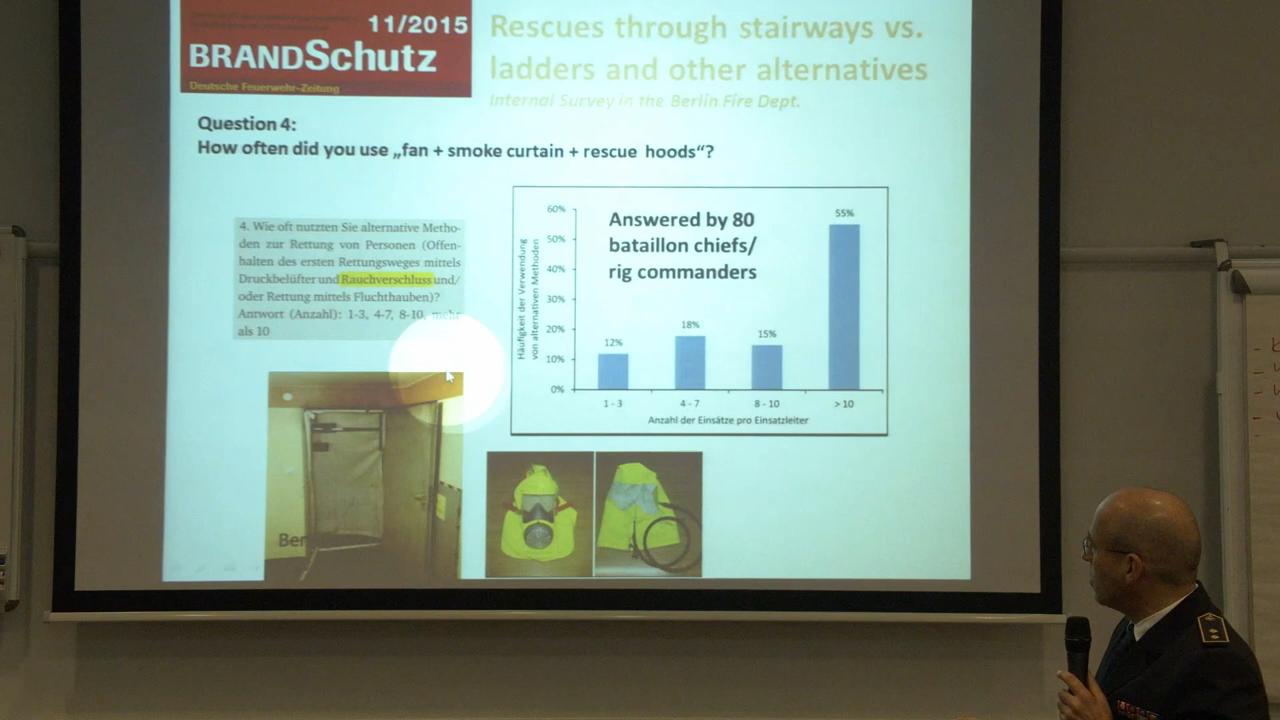 11/2015
BRANDSchutz
Deutsche Feuerwehr-Zeitung
Rescues through stairways vs.
ladders and other alternatives
Internal Survey in the Berlin Fire Dept.
Question 4:
How often did you use „fan + smoke curtain + rescue hoods“?
4. Wie oft nutzten Sie alternative Metho-
den zur Rettung von Personen (Offen-
halten des ersten Rettungsweges mittels
Druckbelüfter und Rauchverschluss und/
oder Rettung mittels Fluchthauben)?
Antwort (Anzahl): 1-3, 4-7, 8-10, mehr
als 10
Answered by 80
bataillon chiefs/
rig commanders
Häufigkeit der Verwendung
von alternativen Methoden
60%
50%
40%
30%
20%
10%
0%
12%
18%
15%
55%
1 - 3
4 - 7
8 - 10
> 10
Anzahl der Einsätze pro Einsatzleiter
Ber